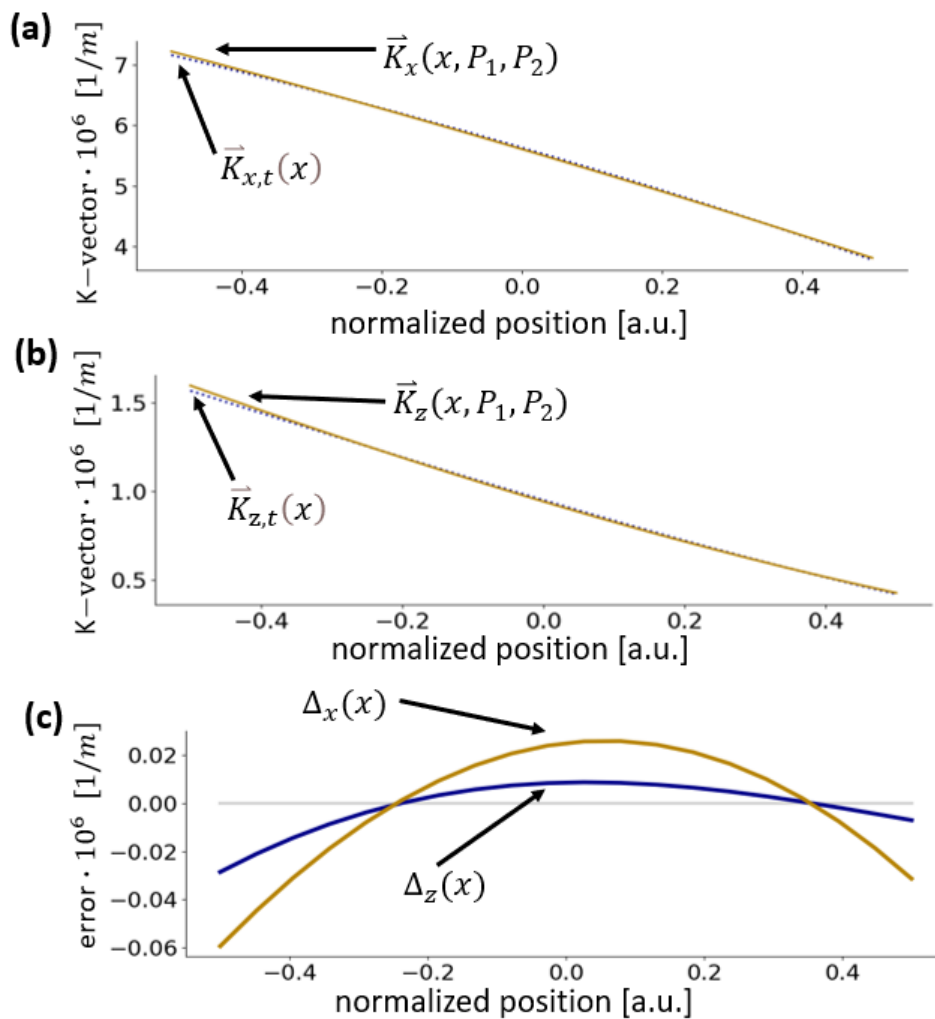 (a)
K−vector · 10⁶ [1/m]
7
6
5
4
K⃗ₓ(x, P₁, P₂)
K⃗ₓ,ₜ(x)
−0.4 −0.2 0.0 0.2 0.4
normalized position [a.u.]
(b)
K−vector · 10⁶ [1/m]
1.5
1.0
0.5
K⃗_z(x, P₁, P₂)
K⃗_z,ₜ(x)
−0.4 −0.2 0.0 0.2 0.4
normalized position [a.u.]
(c)
error · 10⁶ [1/m]
0.02
0.00
−0.02
−0.04
−0.06
Δₓ(x)
Δ_z(x)
−0.4 −0.2 0.0 0.2 0.4
normalized position [a.u.]